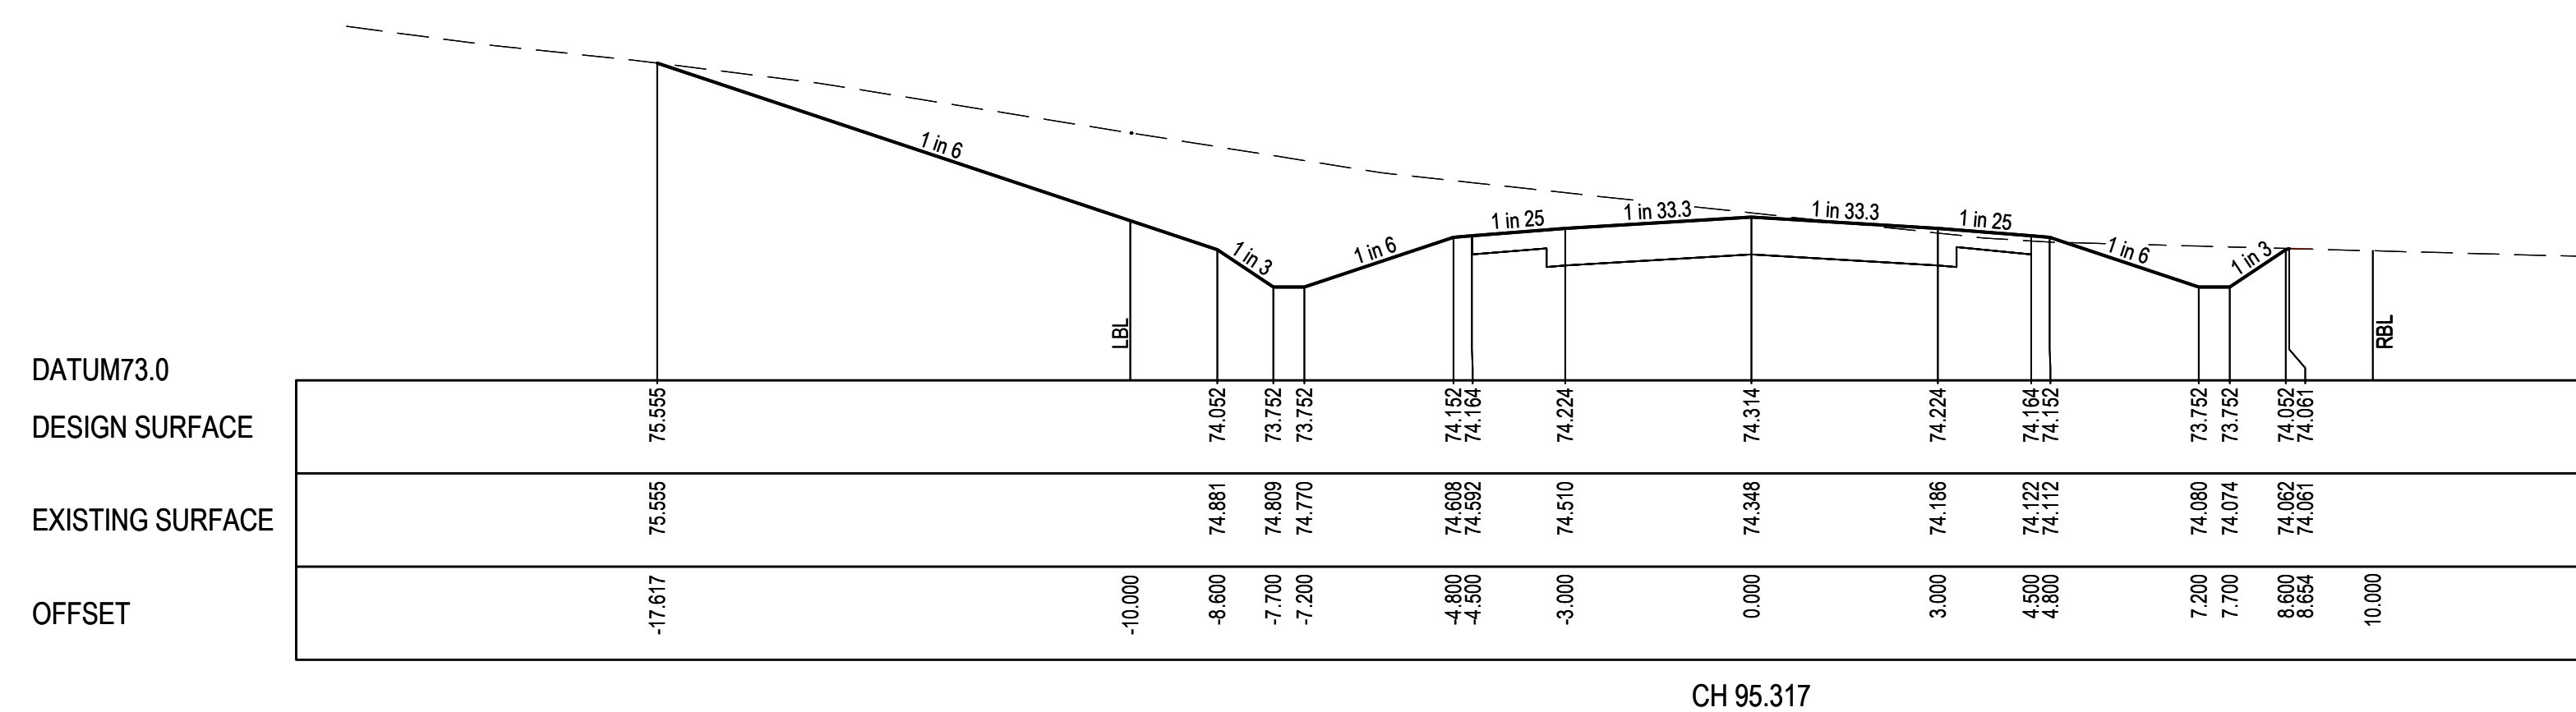 1 in 6
1 in 3
1 in 6
1 in 25
1 in 33.3
1 in 33.3
1 in 25
1 in 6
1 in 3
LBL
RBL
DATUM73.0
DESIGN SURFACE 75.555 74.052 73.752 73.752 74.152 74.164 74.224 74.314 74.224 74.164 74.152 73.752 73.752 74.052 74.061
EXISTING SURFACE 75.555 74.881 74.809 74.770 74.608 74.592 74.510 74.348 74.186 74.122 74.112 74.080 74.074 74.062 74.061
OFFSET -17.617 -10.000 -8.600 -7.700 -7.200 -4.800 -4.500 -3.000 0.000 3.000 4.500 4.800 7.200 7.700 8.600 8.654 10.000
CH 95.317